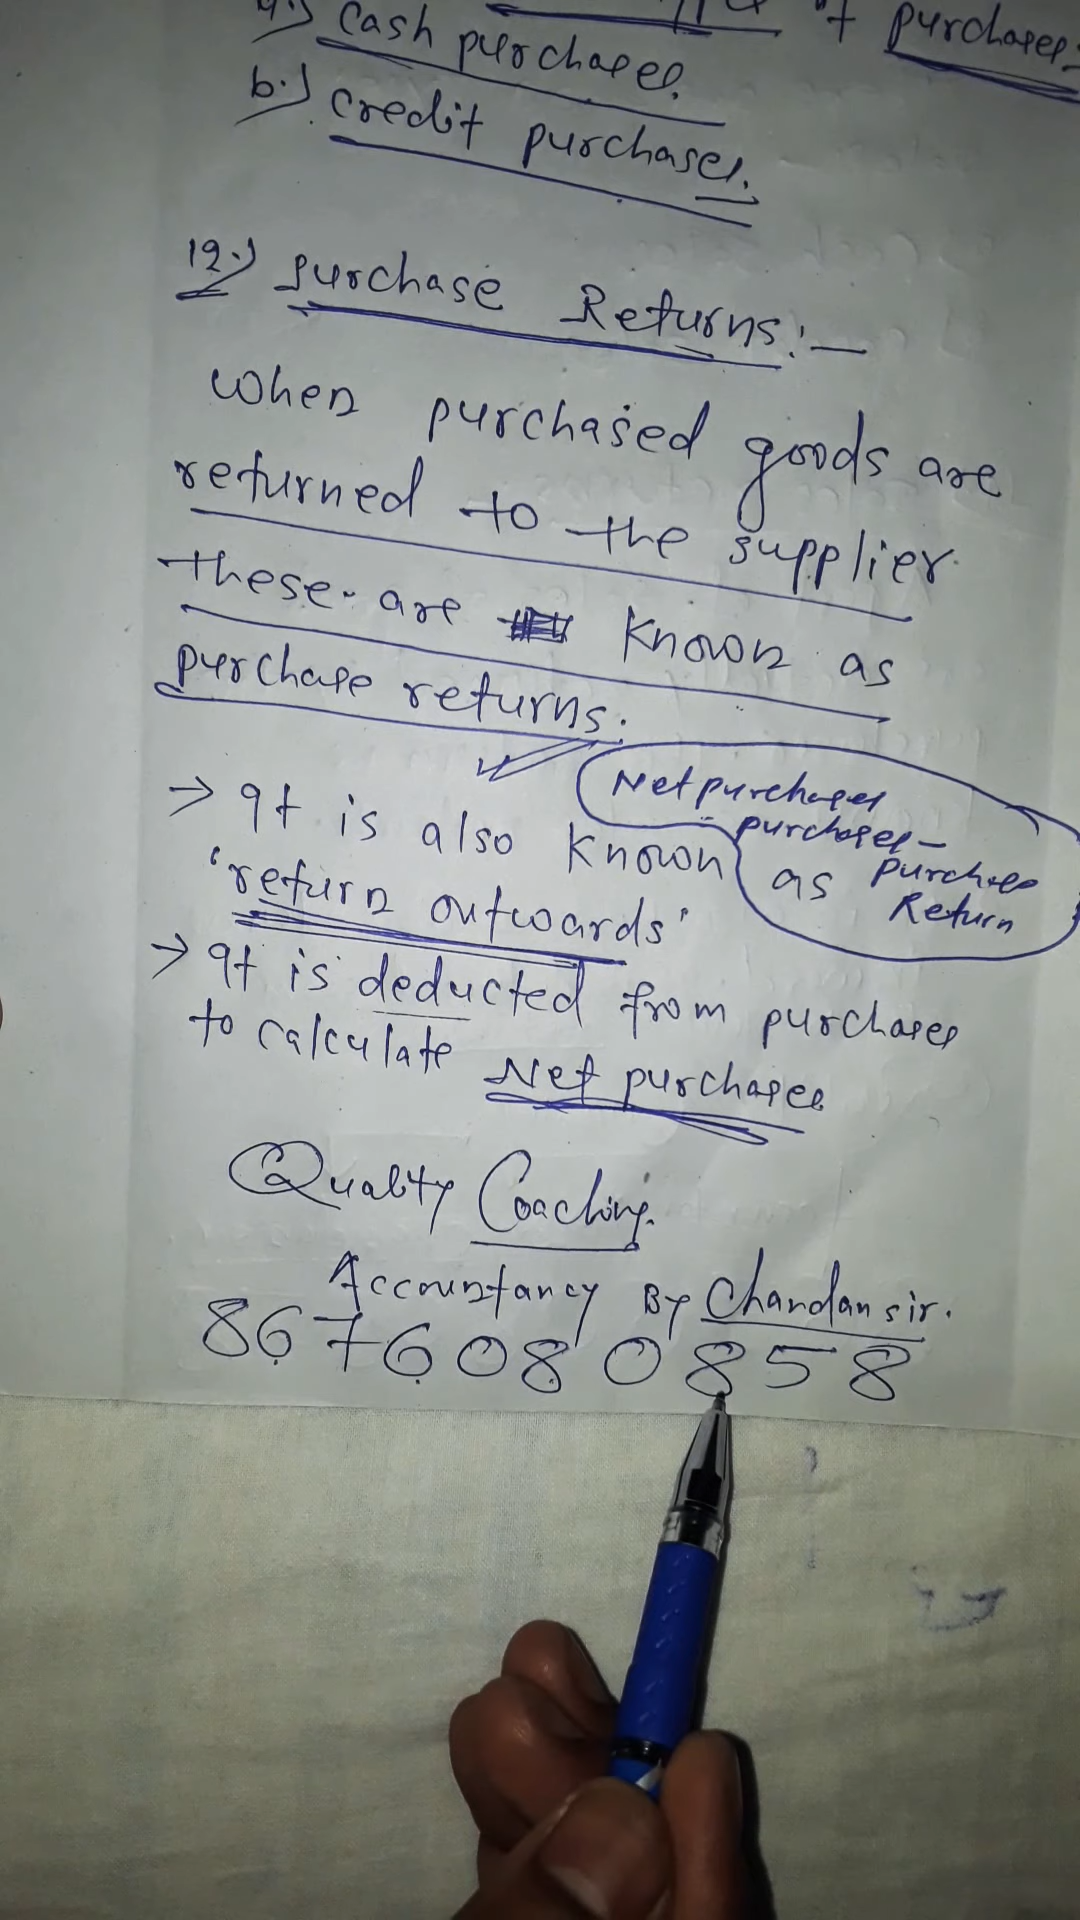 a.) Cash purchases.
of purchases:
b.) credit purchases.
12.) Purchase Returns:—
when purchased goods are
returned to the supplier
these are known as
purchase returns.
Net purchases
purchases –
purchase
Return
→ It is also known as
'return outwards'
→ It is deducted from purchases
to calculate Net purchases
Quality Coaching.
Accountancy By Chandan sir.
8676080858